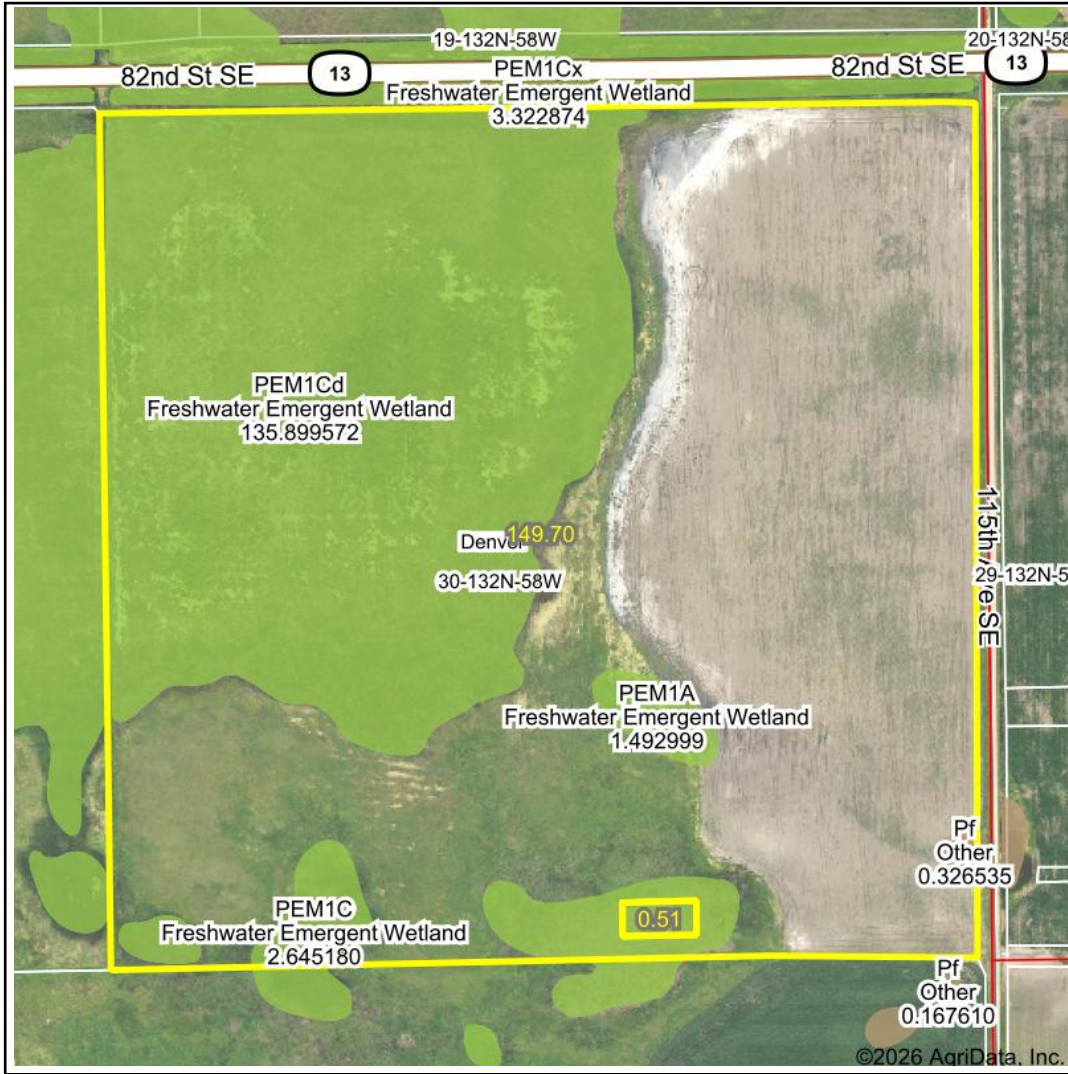 19-132N-58W
20-132N-58
82nd St SE
13
PEM1Cx
82nd St SE
13
Freshwater Emergent Wetland
3.322874
PEM1Cd
Freshwater Emergent Wetland
135.899572
149.70
30-132N-58W
115th Ave SE
29-132N-5
PEM1A
Freshwater Emergent Wetland
1.492999
Pf
Other
0.326535
PEM1C
Freshwater Emergent Wetland
2.645180
0.51
Pf
Other
0.167610
©2026 AgriData, Inc.